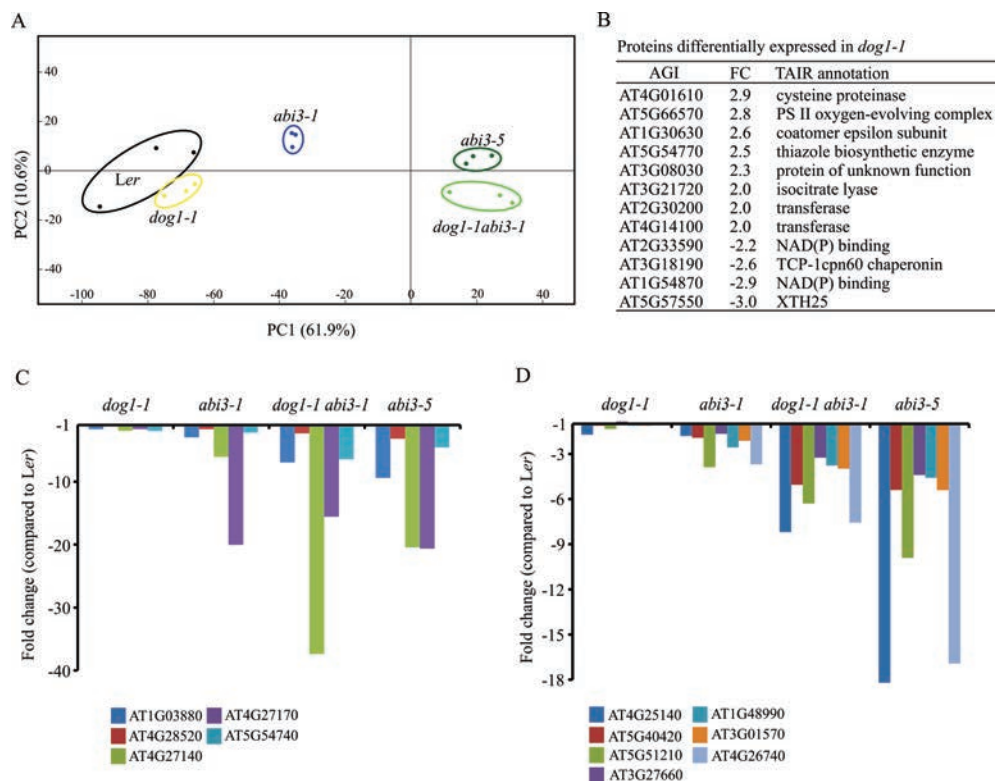 A
PC2 (10.6%)
40
20
0
-20
-40
abi3-1
abi3-5
Ler
dog1-1
dog1-1abi3-1
-100
-80
-60
-40
-20
0
20
40
PC1 (61.9%)
B
Proteins differentially expressed in dog1-1
AGI FC TAIR annotation
AT4G01610 2.9 cysteine proteinase
AT5G66570 2.8 PS II oxygen-evolving complex
AT1G30630 2.6 coatomer epsilon subunit
AT5G54770 2.5 thiazole biosynthetic enzyme
AT3G08030 2.3 protein of unknown function
AT3G21720 2.0 isocitrate lyase
AT2G30200 2.0 transferase
AT4G14100 2.0 transferase
AT2G33590 -2.2 NAD(P) binding
AT3G18190 -2.6 TCP-1cpn60 chaperonin
AT1G54870 -2.9 NAD(P) binding
AT5G57550 -3.0 XTH25
C
dog1-1
abi3-1
dog1-1 abi3-1
abi3-5
Fold change (compared to Ler)
-1
-10
-20
-30
-40
AT1G03880
AT4G27170
AT4G28520
AT5G54740
AT4G27140
D
dog1-1
abi3-1
dog1-1 abi3-1
abi3-5
Fold change (compared to Ler)
-1
-3
-6
-9
-12
-15
-18
AT4G25140
AT1G48990
AT5G40420
AT3G01570
AT5G51210
AT4G26740
AT3G27660